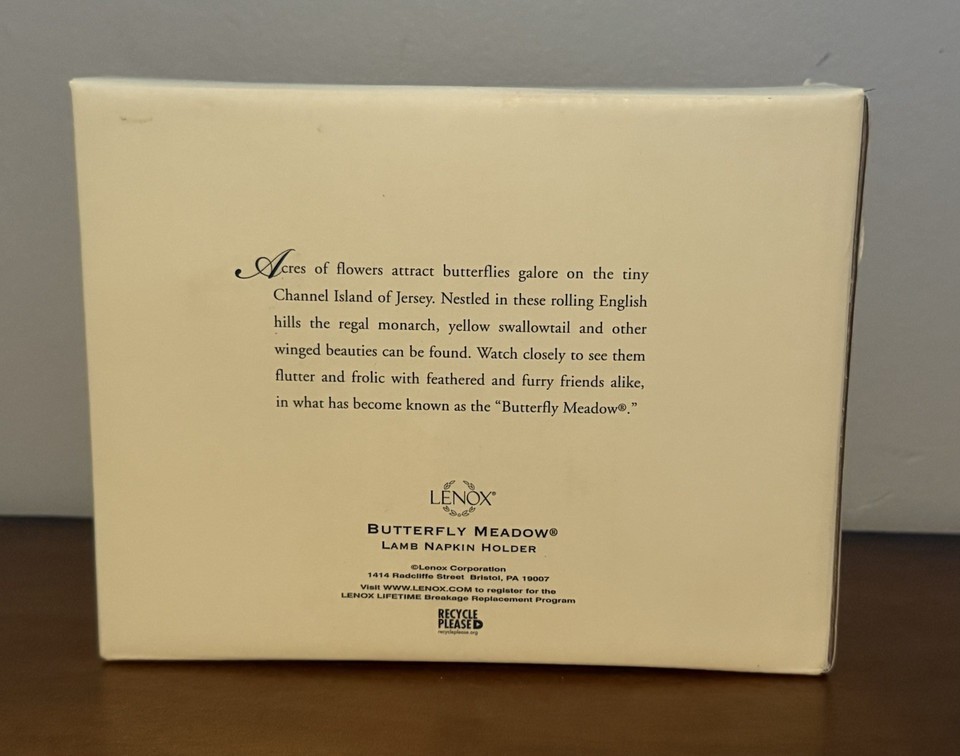 Acres of flowers attract butterflies galore on the tiny
Channel Island of Jersey. Nestled in these rolling English
hills the regal monarch, yellow swallowtail and other
winged beauties can be found. Watch closely to see them
flutter and frolic with feathered and furry friends alike,
in what has become known as the “Butterfly Meadow®.”
LENOX®
BUTTERFLY MEADOW®
LAMB NAPKIN HOLDER
©Lenox Corporation
1414 Radcliffe Street Bristol, PA 19007
Visit WWW.LENOX.COM to register for the
LENOX LIFETIME Breakage Replacement Program
RECYCLE
PLEASE
recycleplease.org